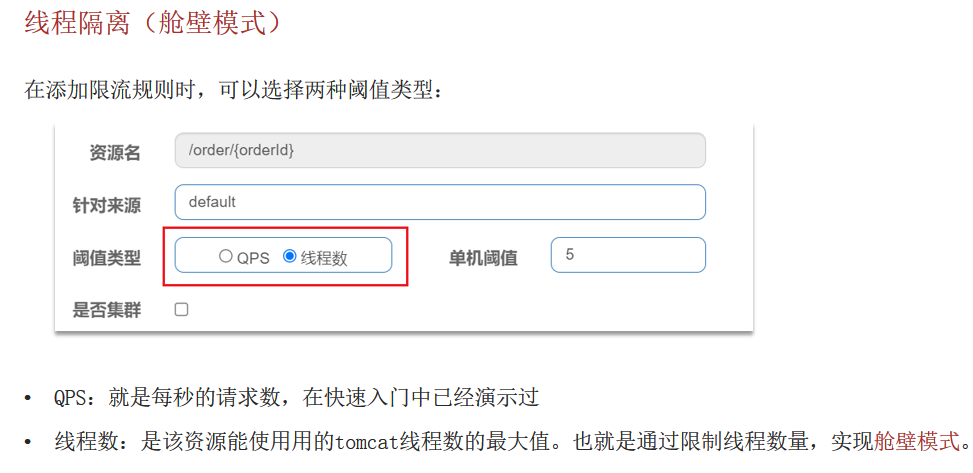 线程隔离（舱壁模式）
在添加限流规则时，可以选择两种阈值类型：
资源名 /order/{orderId}
针对来源 default
阈值类型 QPS 线程数 单机阈值 5
是否集群
• QPS：就是每秒的请求数，在快速入门中已经演示过
• 线程数：是该资源能使用用的tomcat线程数的最大值。也就是通过限制线程数量，实现舱壁模式。